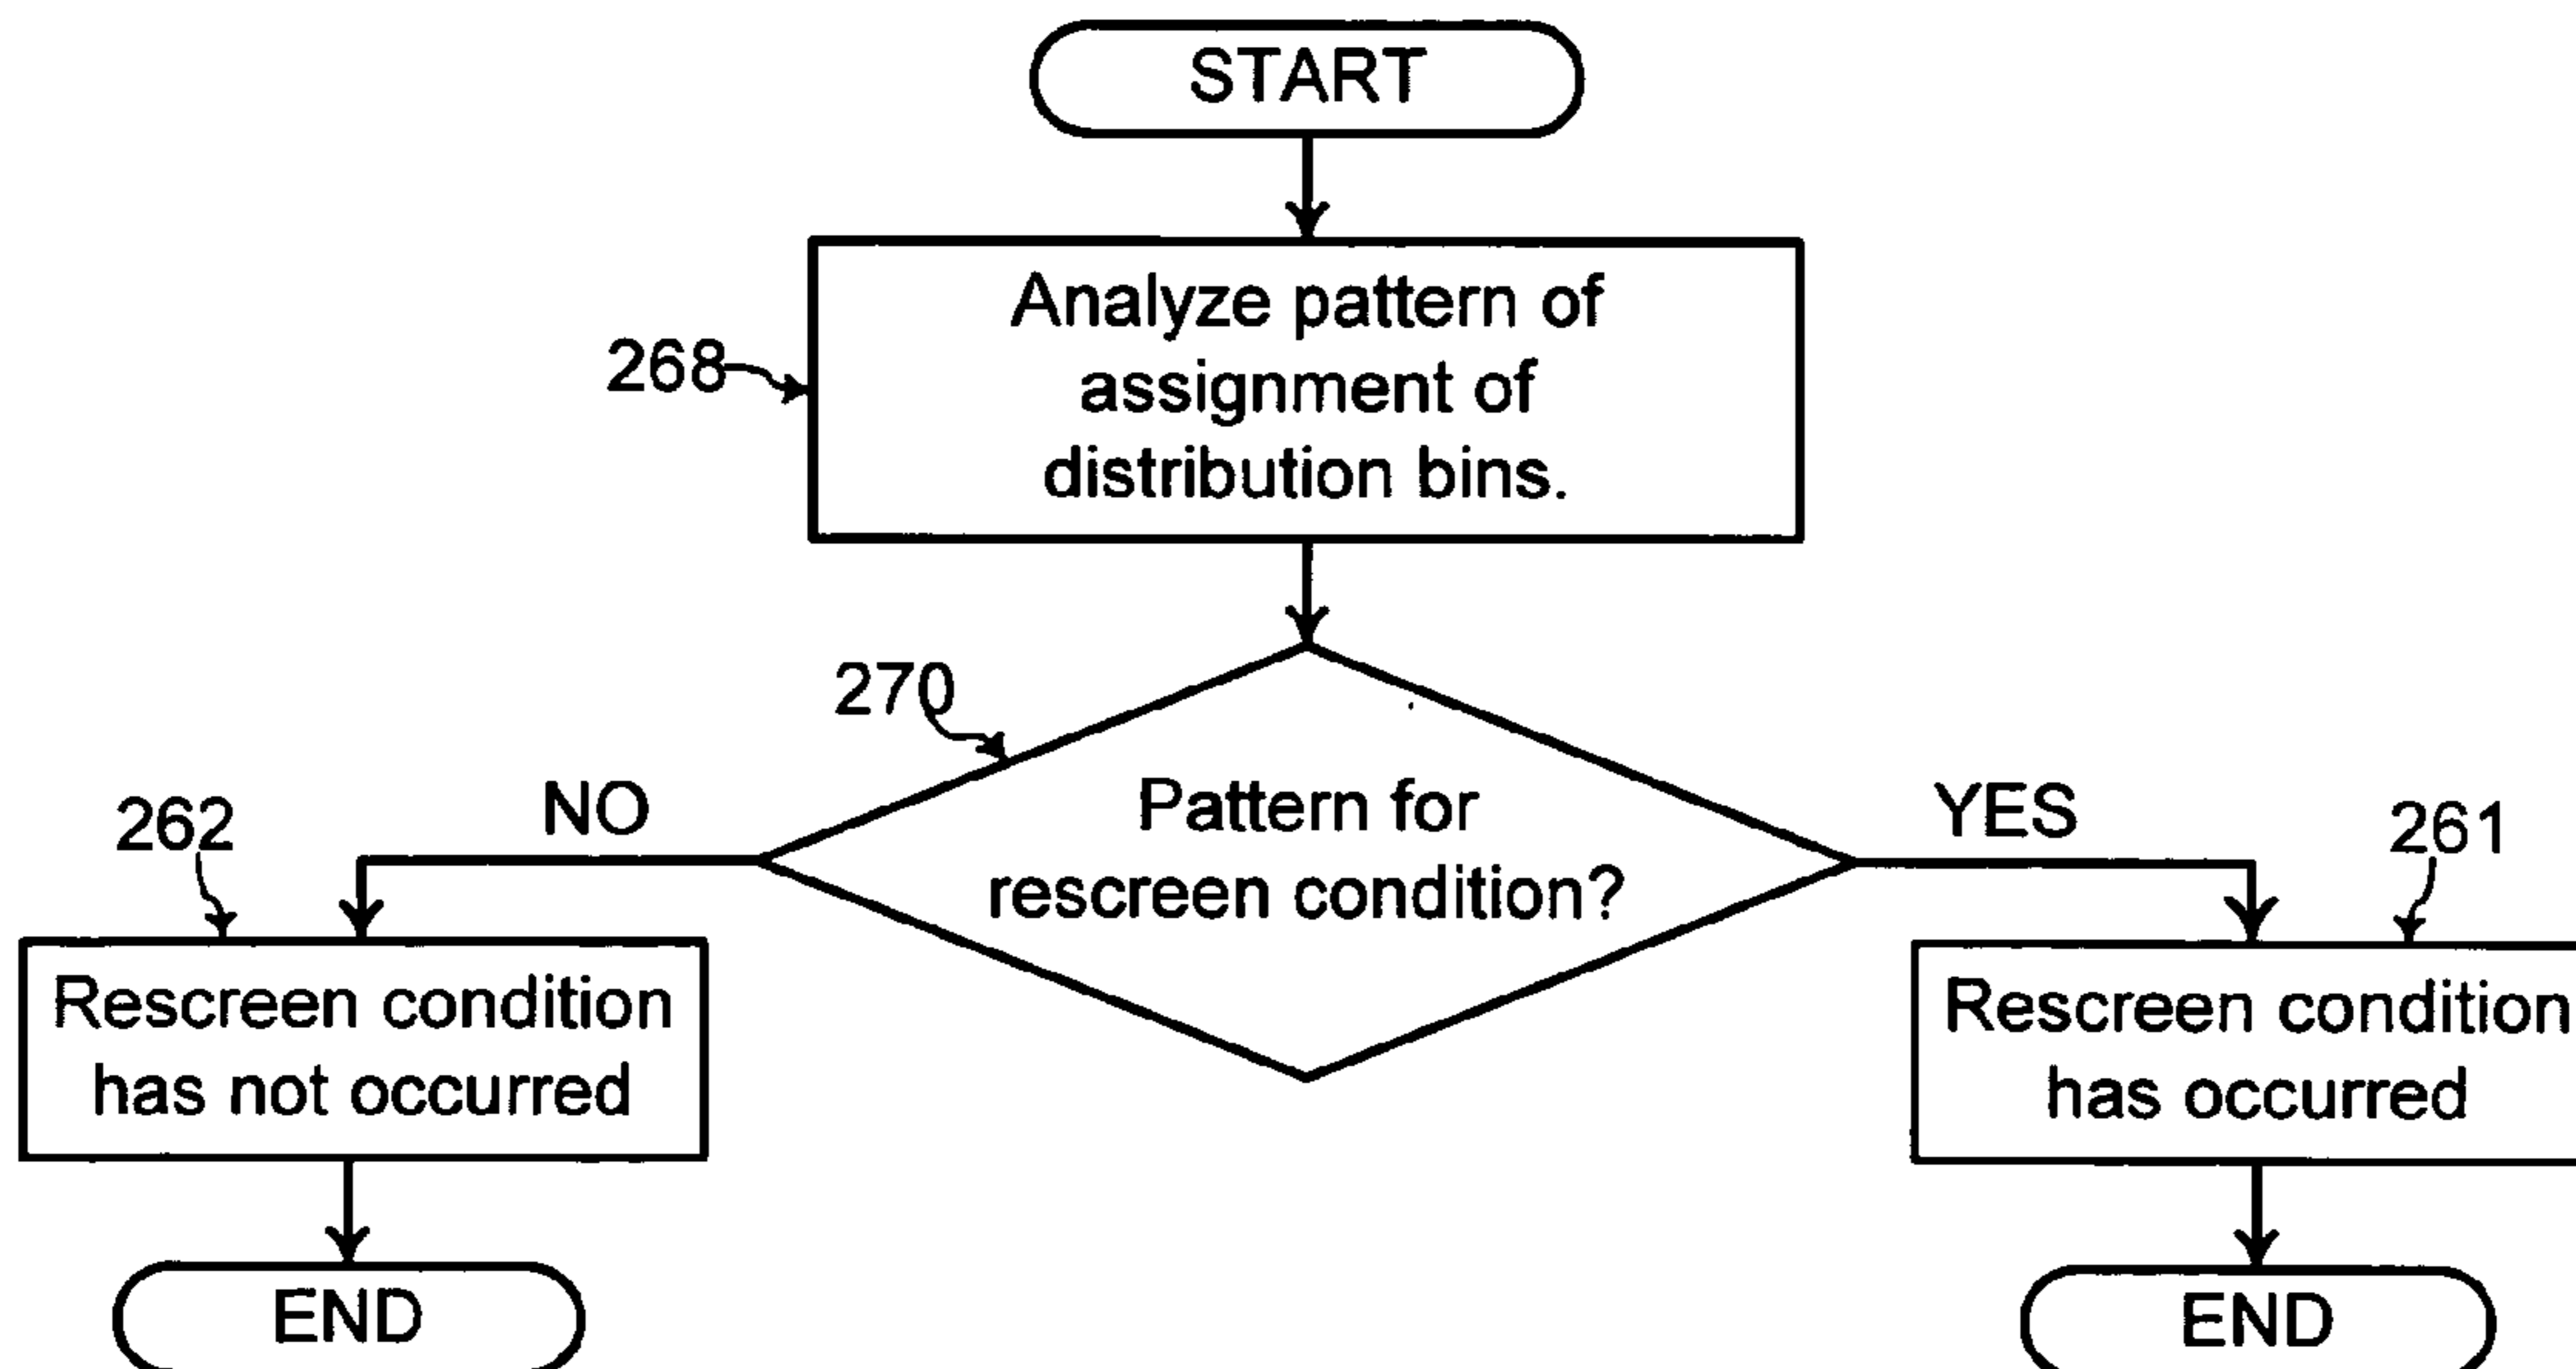 START
Analyze pattern of
assignment of
distribution bins.
268
270
Pattern for
rescreen condition?
NO
YES
262
261
Rescreen condition
has not occurred
Rescreen condition
has occurred
END
END